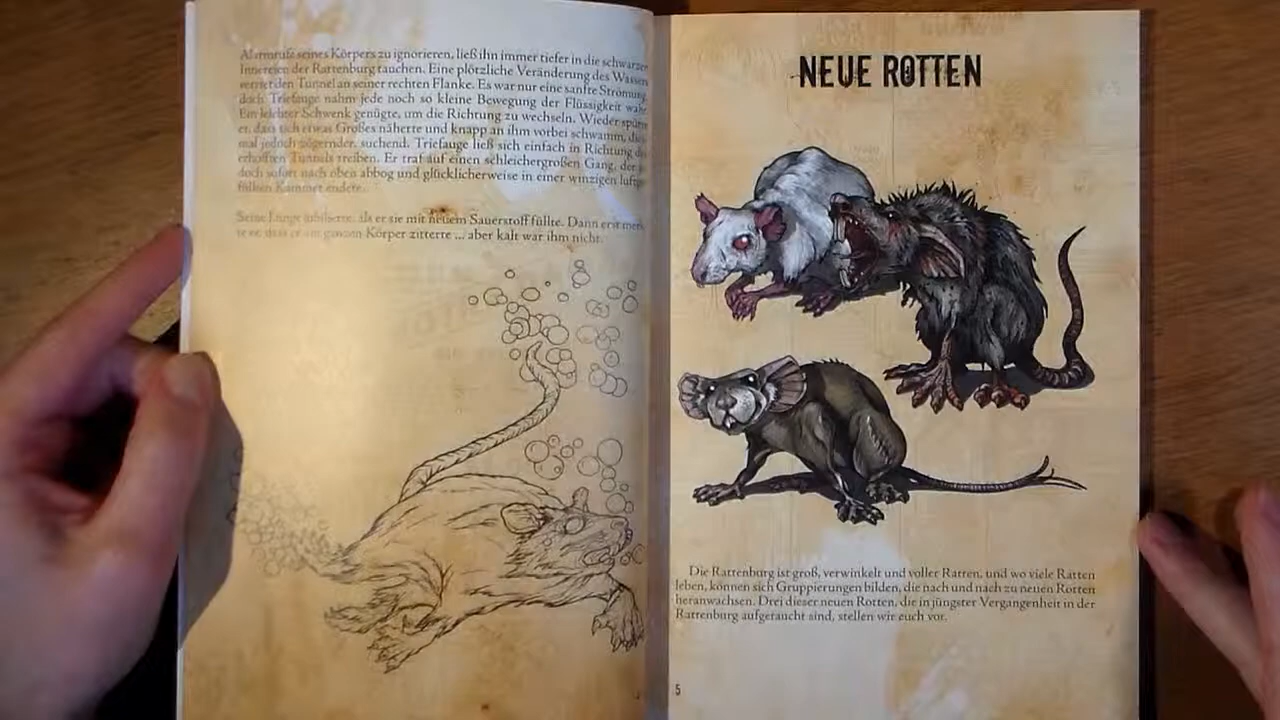 Alarmrufe seines Körpers zu ignorieren, ließ ihn immer tiefer in die schwarzen
Innereien der Rattenburg tauchen. Eine plötzliche Veränderung des Wassers
verriet den Tunnel an seiner rechten Flanke. Es war nur eine sanfte Strömung,
doch Triefauge nahm jede noch so kleine Bewegung der Flüssigkeit wahr.
Ein leichter Schwenk genügte, um die Richtung zu wechseln. Wieder spürte
er, dass sich etwas Großes näherte und knapp an ihm vorbei schwamm, dies-
mal jedoch zögernder, suchend. Triefauge ließ sich einfach in Richtung des
erhofften Tunnels treiben. Er traf auf einen schleichergroßen Gang, der
doch sofort nach oben abbog und glücklicherweise in einer winzigen luftge-
füllten Kammer endete.
Seine Lunge jubilierte, als er sie mit neuem Sauerstoff füllte. Dann erst merk-
te er, dass er am ganzen Körper zitterte ... aber kalt war ihm nicht.
NEUE ROTTEN
Die Rattenburg ist groß, verwinkelt und voller Ratten, und wo viele Ratten
leben, können sich Gruppierungen bilden, die nach und nach zu neuen Rotten
heranwachsen. Drei dieser neuen Rotten, die in jüngster Vergangenheit in der
Rattenburg aufgeraucht sind, stellen wir euch vor.
5